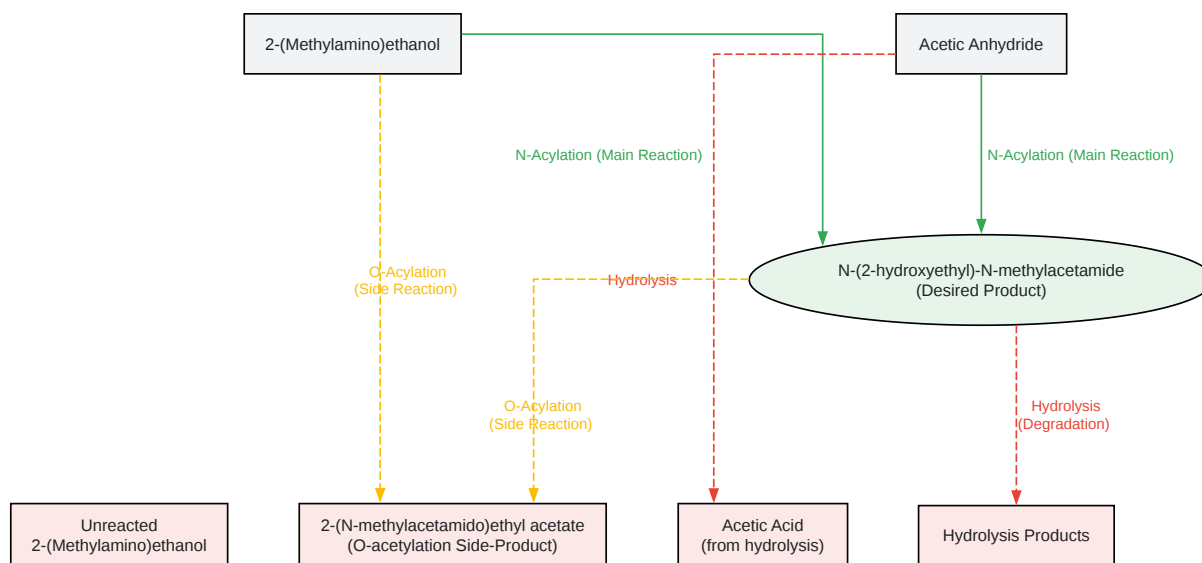 2-(Methylamino)ethanol
Acetic Anhydride
N-Acylation (Main Reaction)
N-Acylation (Main Reaction)
O-Acylation
(Side Reaction)
Hydrolysis
N-(2-hydroxyethyl)-N-methylacetamide
(Desired Product)
O-Acylation
(Side Reaction)
Hydrolysis
(Degradation)
Unreacted
2-(Methylamino)ethanol
2-(N-methylacetamido)ethyl acetate
(O-acetylation Side-Product)
Acetic Acid
(from hydrolysis)
Hydrolysis Products